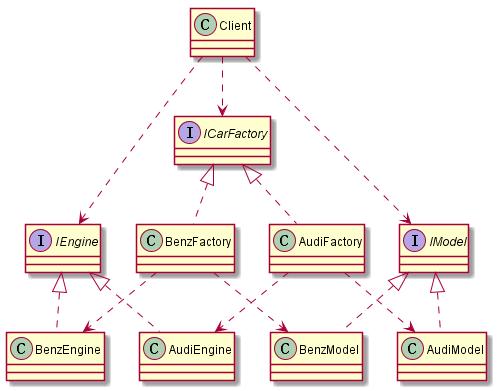 C Client
I ICarFactory
I IEngine
C BenzFactory
C AudiFactory
I IModel
C BenzEngine
C AudiEngine
C BenzModel
C AudiModel